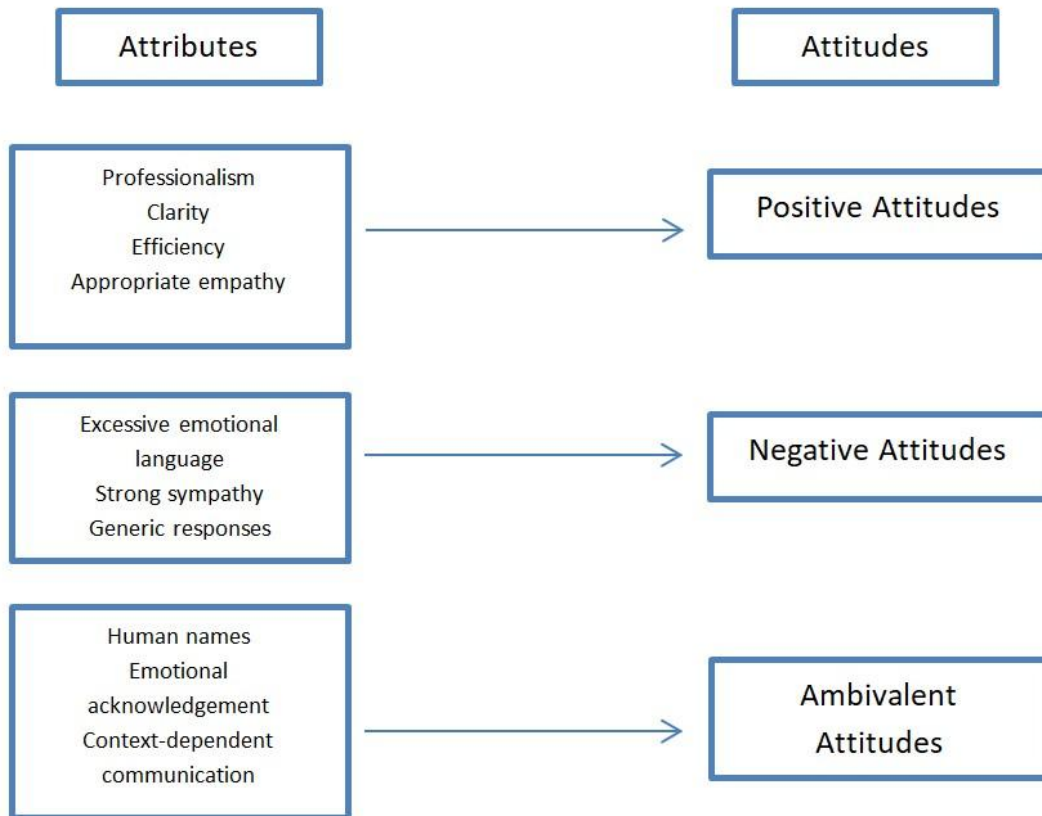 Attributes
Attitudes
Professionalism
Clarity
Efficiency
Appropriate empathy
Positive Attitudes
Excessive emotional
language
Strong sympathy
Generic responses
Negative Attitudes
Human names
Emotional
acknowledgement
Context-dependent
communication
Ambivalent
Attitudes